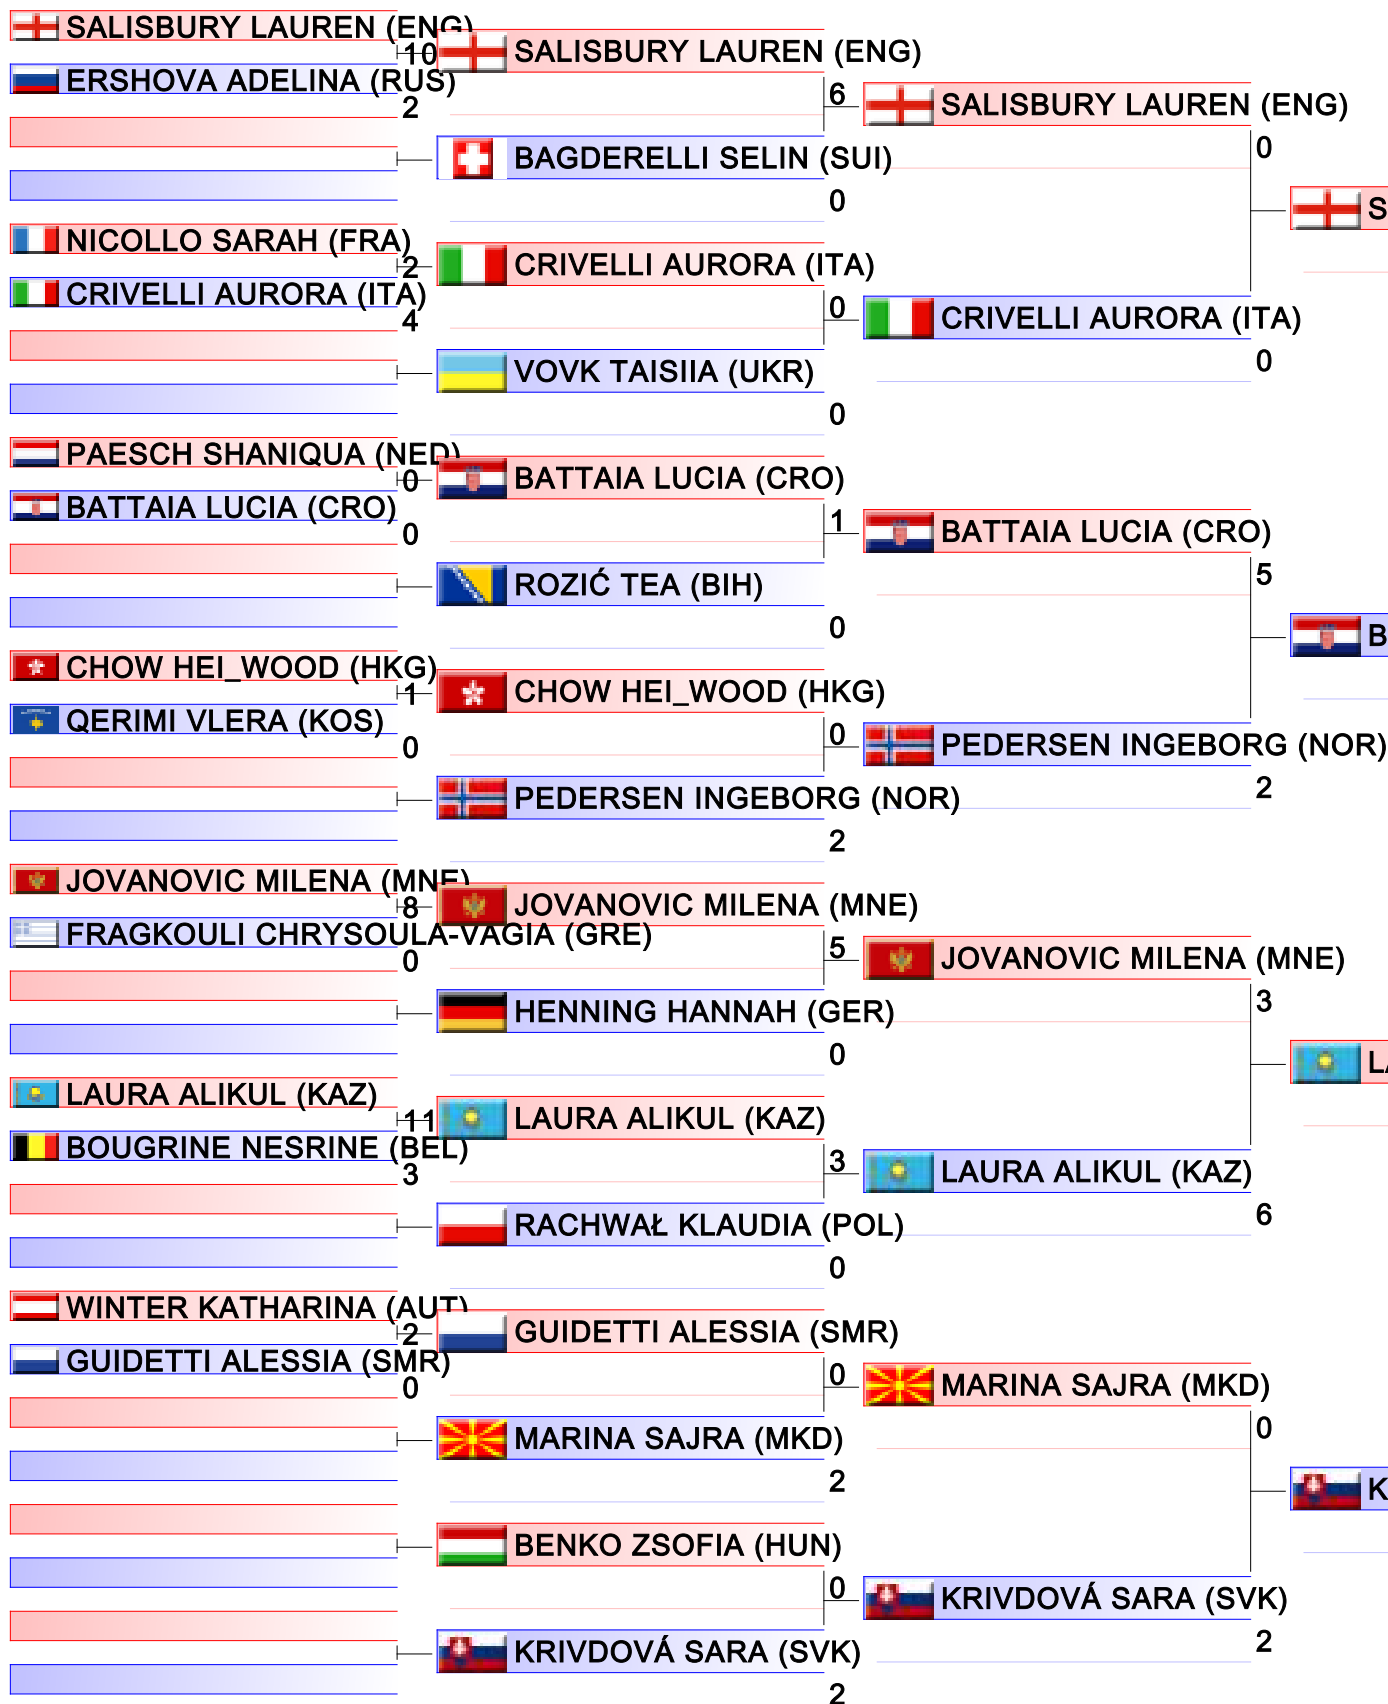 SALISBURY LAUREN (ENG)
10
ERSHOVA ADELINA (RUS)
2
NICOLLO SARAH (FRA)
2
CRIVELLI AURORA (ITA)
4
PAESCH SHANIQUA (NED)
0
BATTAIA LUCIA (CRO)
0
CHOW HEI_WOOD (HKG)
1
QERIMI VLERA (KOS)
0
JOVANOVIC MILENA (MNE)
8
FRAGKOULI CHRYSOULA-VAGIA (GRE)
0
LAURA ALIKUL (KAZ)
11
BOUGRINE NESRINE (BEL)
3
WINTER KATHARINA (AUT)
2
GUIDETTI ALESSIA (SMR)
0
SALISBURY LAUREN (ENG)
6
BAGDERELLI SELIN (SUI)
0
CRIVELLI AURORA (ITA)
0
VOVK TAISIIA (UKR)
0
BATTAIA LUCIA (CRO)
1
ROZIĆ TEA (BIH)
0
CHOW HEI_WOOD (HKG)
0
PEDERSEN INGEBORG (NOR)
2
JOVANOVIC MILENA (MNE)
5
HENNING HANNAH (GER)
0
LAURA ALIKUL (KAZ)
3
RACHWAŁ KLAUDIA (POL)
0
GUIDETTI ALESSIA (SMR)
0
MARINA SAJRA (MKD)
2
BENKO ZSOFIA (HUN)
0
KRIVDOVÁ SARA (SVK)
2
SALISBURY LAUREN (ENG)
0
CRIVELLI AURORA (ITA)
0
BATTAIA LUCIA (CRO)
5
PEDERSEN INGEBORG (NOR)
2
JOVANOVIC MILENA (MNE)
3
LAURA ALIKUL (KAZ)
6
MARINA SAJRA (MKD)
0
KRIVDOVÁ SARA (SVK)
2
S
B
L
K